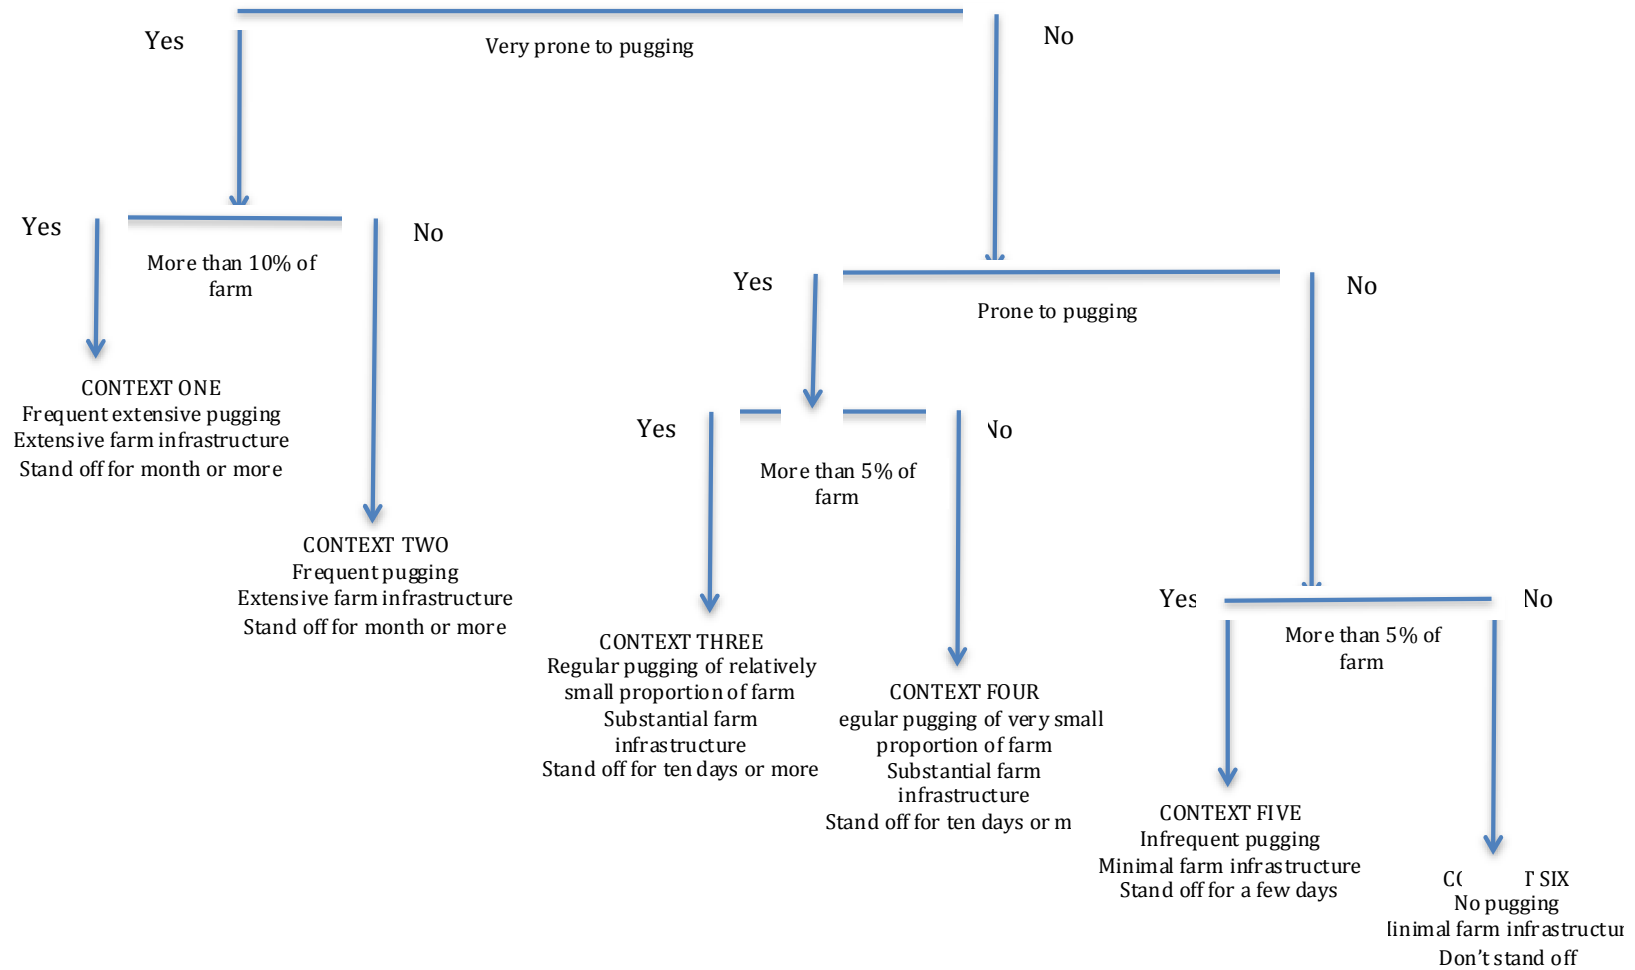 Yes
Very prone to pugging
No
Yes
More than 10% of
farm
No
CONTEXT ONE
Frequent extensive pugging
Extensive farm infrastructure
Stand off for month or more
CONTEXT TWO
Frequent pugging
Extensive farm infrastructure
Stand off for month or more
Yes
Prone to pugging
No
Yes
More than 5% of
farm
No
CONTEXT THREE
Regular pugging of relatively
small proportion of farm
Substantial farm
infrastructure
Stand off for ten days or more
CONTEXT FOUR
egular pugging of very small
proportion of farm
Substantial farm
infrastructure
Stand off for ten days or m
Yes
More than 5% of
farm
No
CONTEXT FIVE
Infrequent pugging
Minimal farm infrastructure
Stand off for a few days
SIX
No pugging
inimal farm infrastructur
Don't stand off